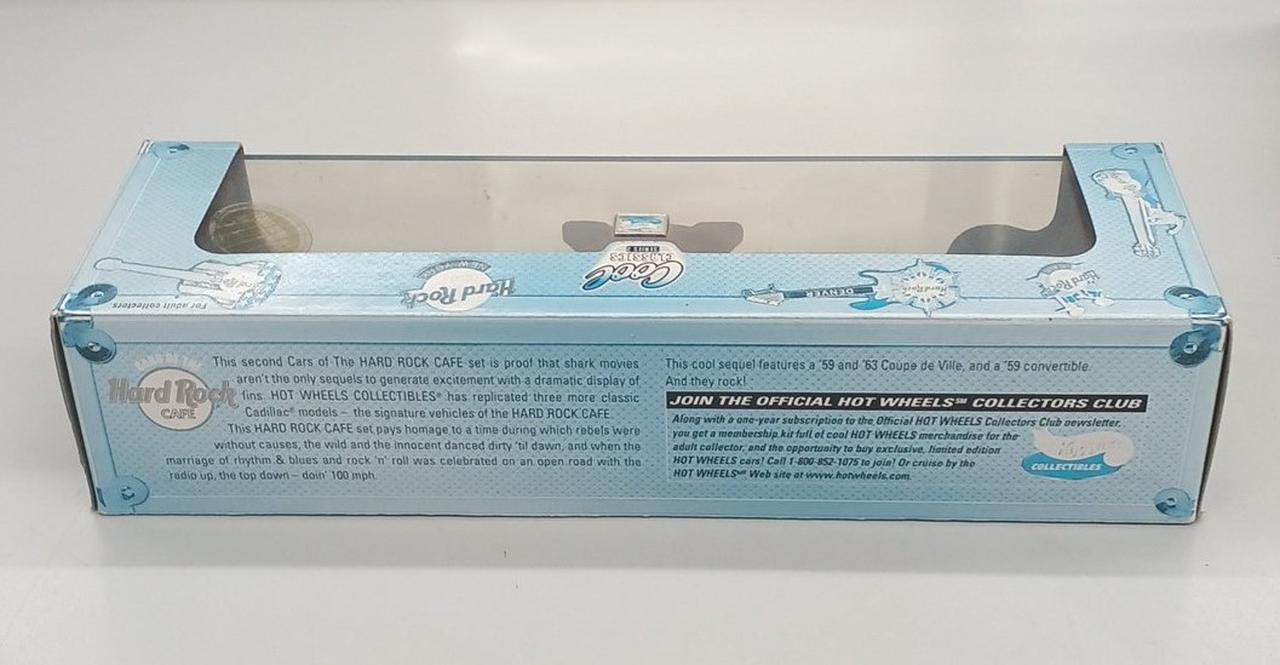 For adult collectors
Hard Rock
Cool
CLASSICS
SERIES 2
DENVER
Hard Rock
Hard Rock
Hard Rock
CAFE
This second Cars of The HARD ROCK CAFE set is proof that shark movies
aren't the only sequels to generate excitement with a dramatic display of
fins. HOT WHEELS COLLECTIBLES® has replicated three more classic
Cadillac® models – the signature vehicles of the HARD ROCK CAFE.
This HARD ROCK CAFE set pays homage to a time during which rebels were
without causes, the wild and the innocent danced dirty 'til dawn, and when the
marriage of rhythm & blues and rock 'n' roll was celebrated on an open road with the
radio up, the top down – doin' 100 mph.
This cool sequel features a '59 and '63 Coupe de Ville, and a '59 convertible.
And they rock!
JOIN THE OFFICIAL HOT WHEELS℠ COLLECTORS CLUB
Along with a one-year subscription to the Official HOT WHEELS Collectors Club newsletter,
you get a membership kit full of cool HOT WHEELS merchandise for the
adult collector, and the opportunity to buy exclusive, limited edition
HOT WHEELS cars! Call 1-800-852-1075 to join! Or cruise by the
HOT WHEELS℠ Web site at www.hotwheels.com.
COLLECTIBLES